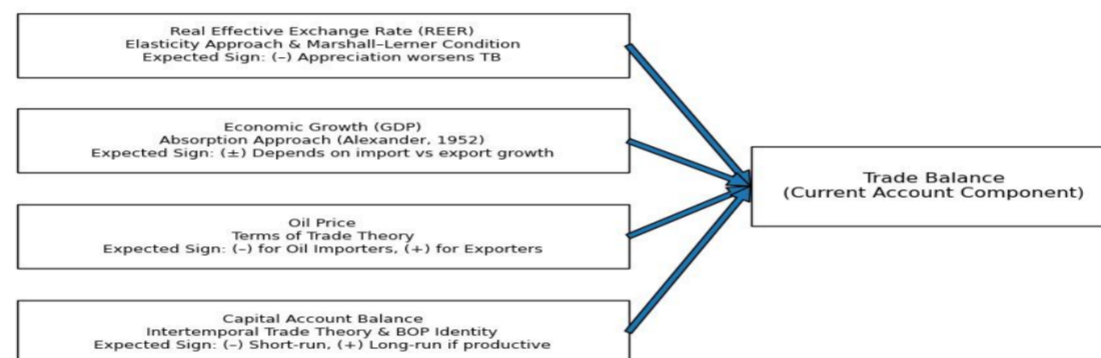 Real Effective Exchange Rate (REER)
Elasticity Approach & Marshall–Lerner Condition
Expected Sign: (–) Appreciation worsens TB
Economic Growth (GDP)
Absorption Approach (Alexander, 1952)
Expected Sign: (±) Depends on import vs export growth
Oil Price
Terms of Trade Theory
Expected Sign: (–) for Oil Importers, (+) for Exporters
Capital Account Balance
Intertemporal Trade Theory & BOP Identity
Expected Sign: (–) Short-run, (+) Long-run if productive
Trade Balance
(Current Account Component)